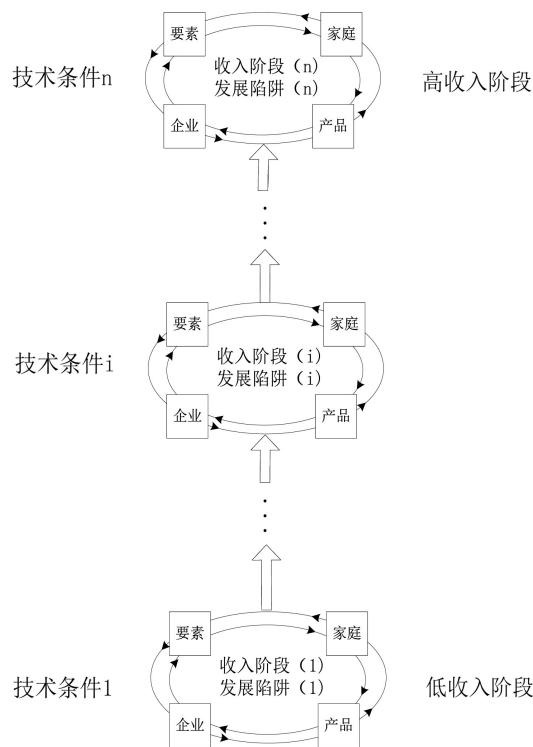 要素
家庭
收入阶段（n）
发展陷阱（n）
技术条件n
高收入阶段
企业
产品
要素
家庭
收入阶段（i）
发展陷阱（i）
技术条件i
企业
产品
要素
家庭
收入阶段（1）
发展陷阱（1）
技术条件1
低收入阶段
企业
产品